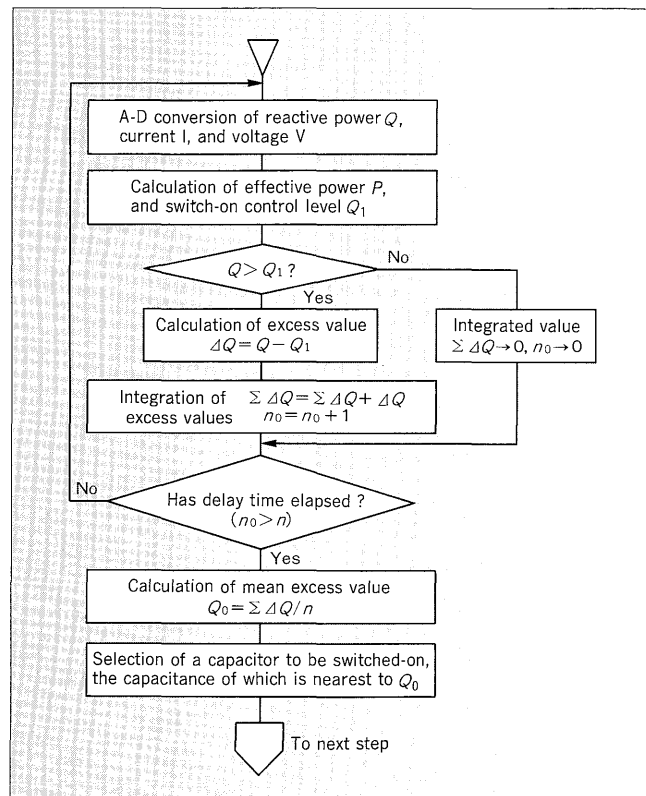 A-D conversion of reactive power Q,
current I, and voltage V
Calculation of effective power P,
and switch-on control level Q₁
Q > Q₁ ?
No
Yes
Calculation of excess value
ΔQ = Q − Q₁
Integrated value
Σ ΔQ→0, n₀→0
Integration of Σ ΔQ = Σ ΔQ + ΔQ
excess values n₀ = n₀ + 1
No
Has delay time elapsed ?
(n₀ > n)
Yes
Calculation of mean excess value
Q₀ = Σ ΔQ/n
Selection of a capacitor to be switched-on,
the capacitance of which is nearest to Q₀
To next step